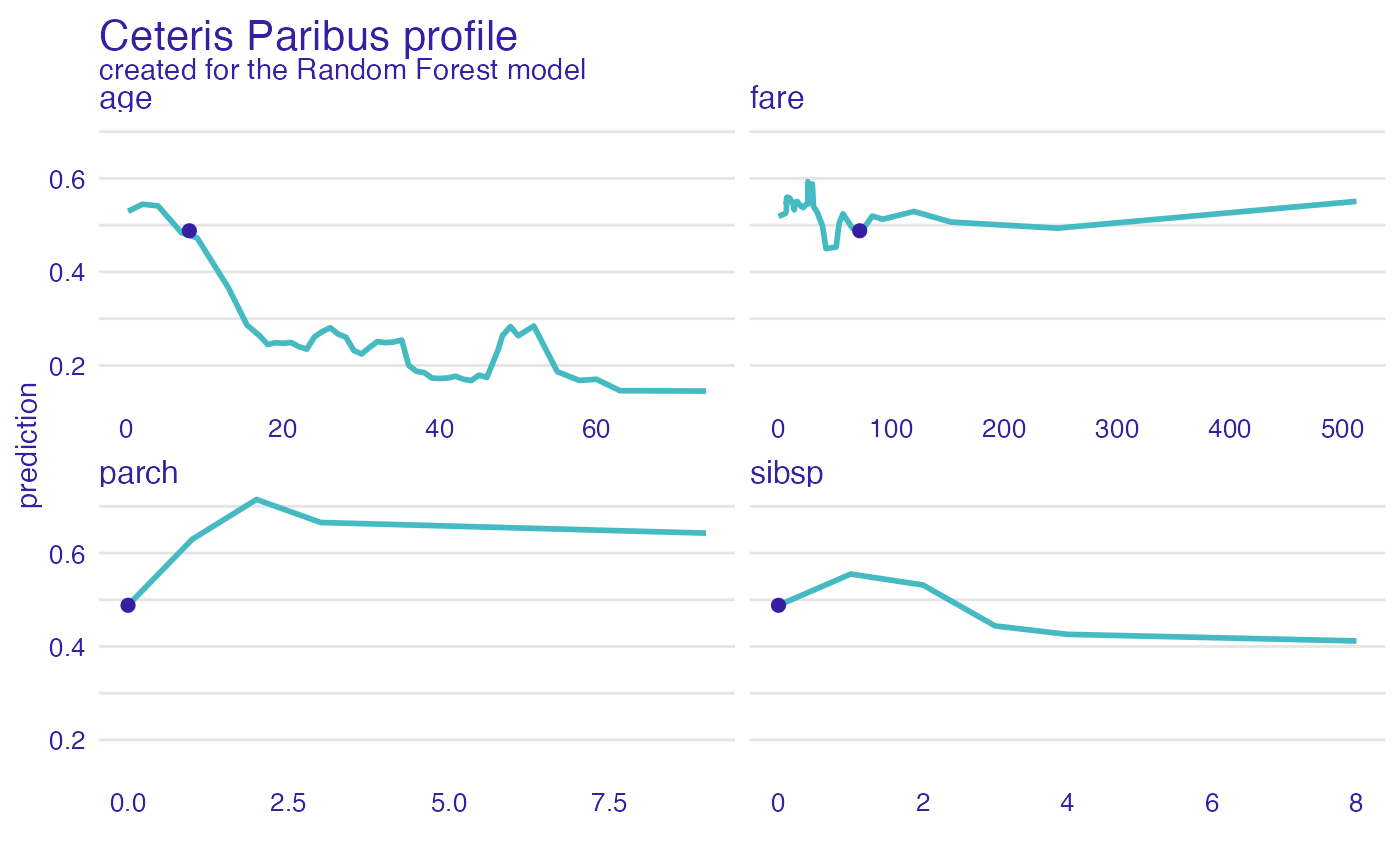 Ceteris Paribus profile
created for the Random Forest model
age
fare
0.6
0.4
0.2
0 20 40 60
0 100 200 300 400 500
prediction
parch
sibsp
0.6
0.4
0.2
0.0 2.5 5.0 7.5
0 2 4 6 8